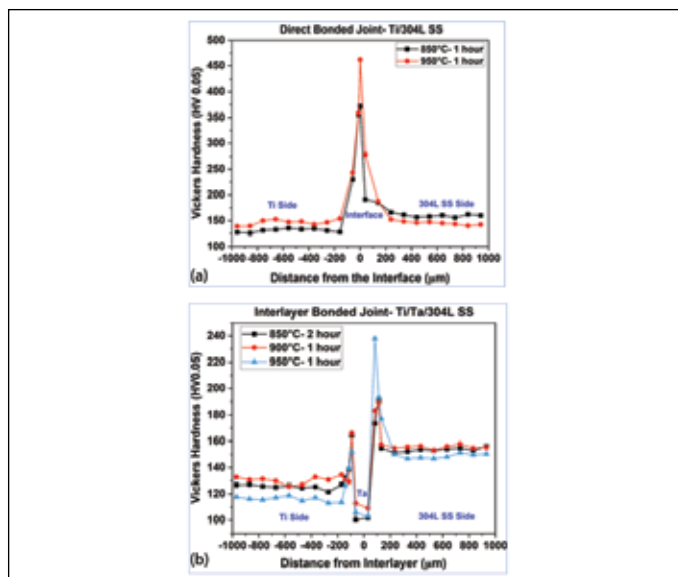 Direct Bonded Joint- Ti/304L SS
850°C- 1 hour
950°C- 1 hour
Vickers Hardness (HV 0.05)
500
450
400
350
300
250
200
150
100
Ti Side
Interface
304L SS Side
-1000 -800 -600 -400 -200 0 200 400 600 800 1000
Distance from the Interface (µm)
(a)
Interlayer Bonded Joint- Ti/Ta/304L SS
850°C- 2 hour
900°C- 1 hour
950°C- 1 hour
Vickers Hardness (HV0.05)
240
220
200
180
160
140
120
100
Ti Side
Ta
304L SS Side
-1000 -800 -600 -400 -200 0 200 400 600 800 1000
Distance from Interlayer (µm)
(b)